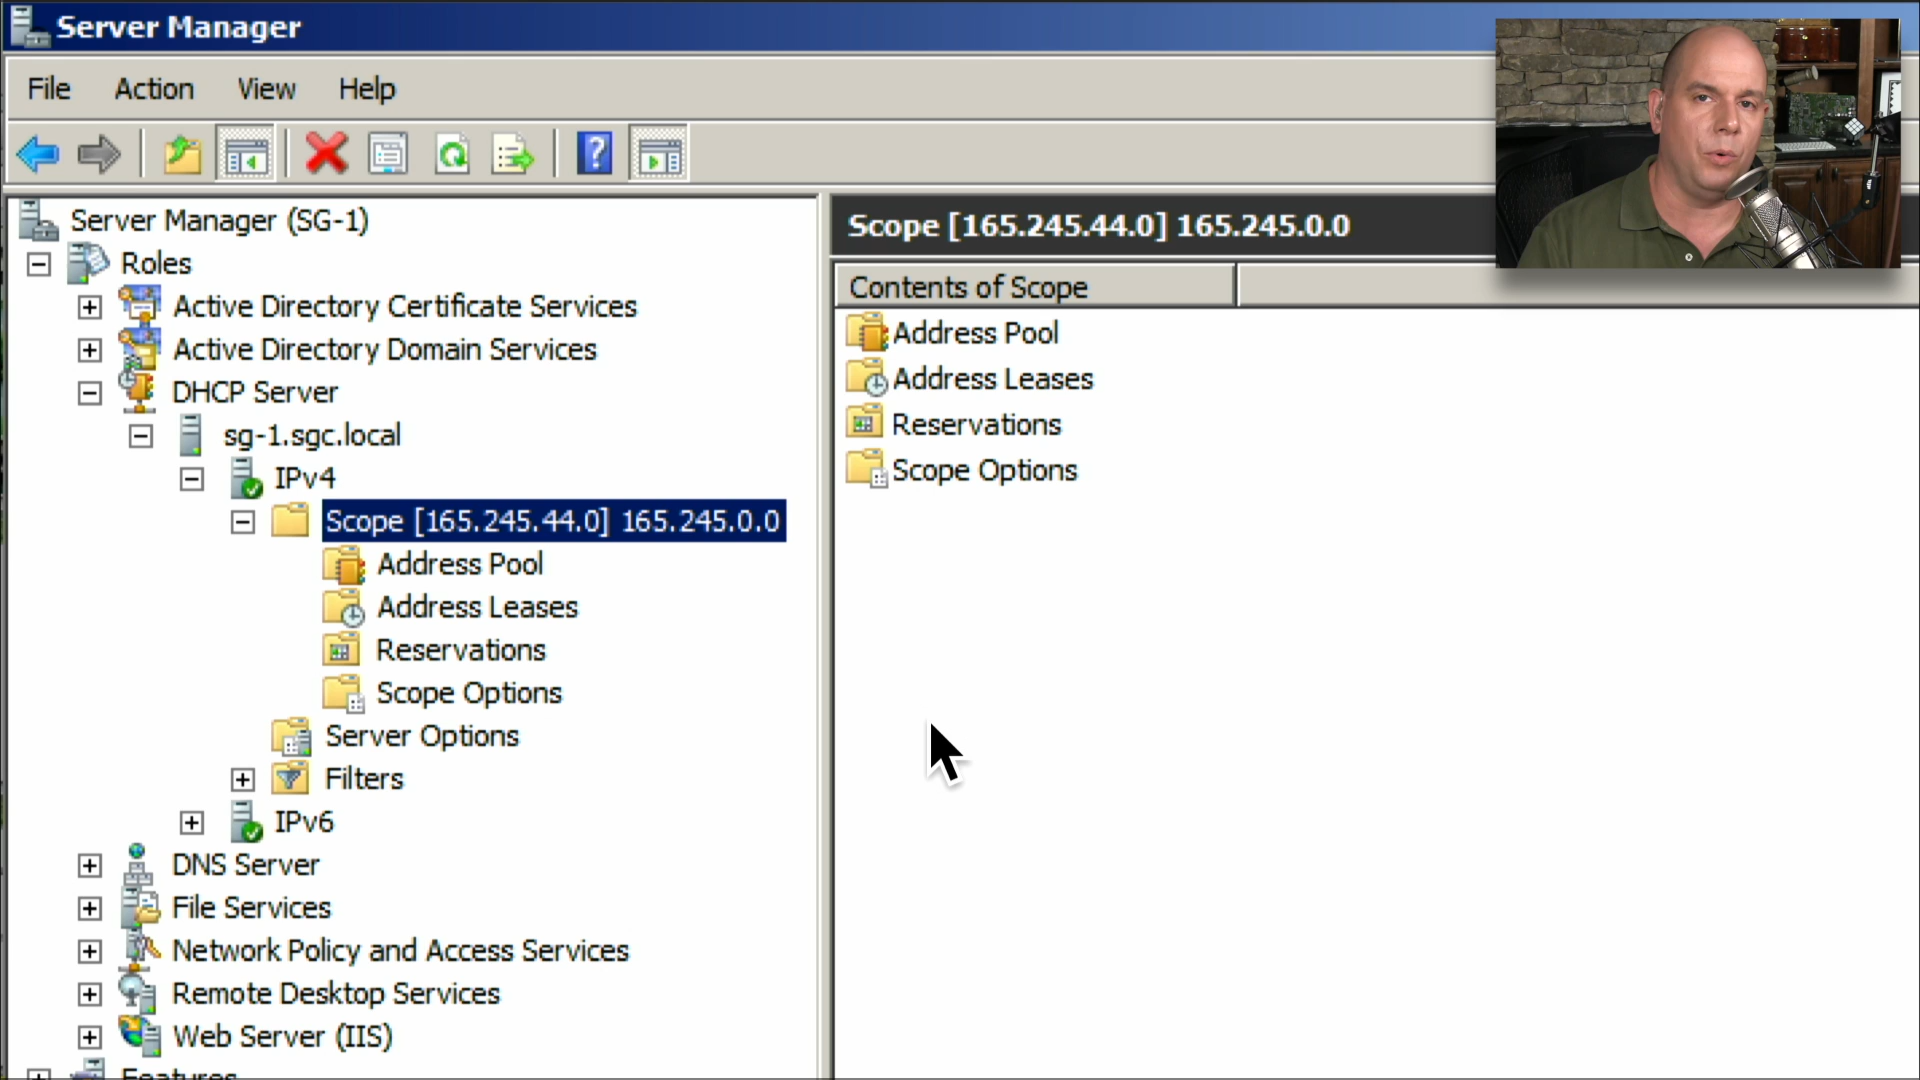 Server Manager
File Action View Help
Server Manager (SG-1)
Roles
Active Directory Certificate Services
Active Directory Domain Services
DHCP Server
sg-1.sgc.local
IPv4
Scope [165.245.44.0] 165.245.0.0
Address Pool
Address Leases
Reservations
Scope Options
Server Options
Filters
IPv6
DNS Server
File Services
Network Policy and Access Services
Remote Desktop Services
Web Server (IIS)
Features
Scope [165.245.44.0] 165.245.0.0
Contents of Scope
Address Pool
Address Leases
Reservations
Scope Options